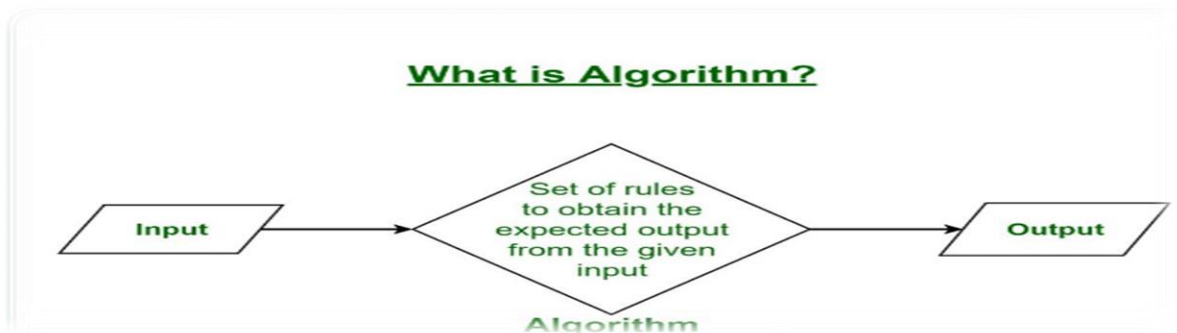 What is Algorithm?
Input
Set of rules
to obtain the
expected output
from the given
input
Output
Algorithm